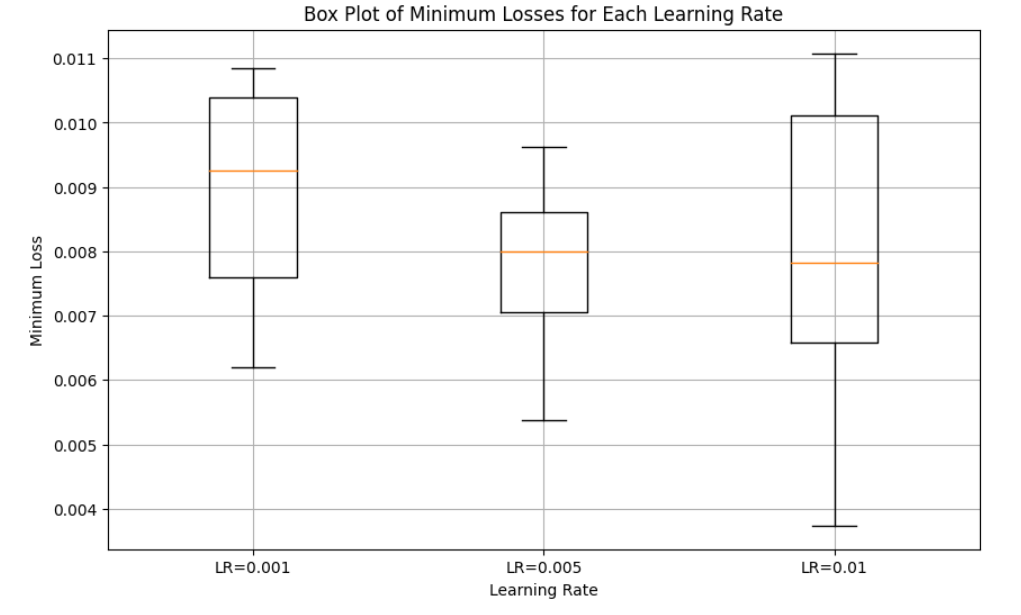 Box Plot of Minimum Losses for Each Learning Rate
Minimum Loss
0.011
0.010
0.009
0.008
0.007
0.006
0.005
0.004
LR=0.001 LR=0.005 LR=0.01
Learning Rate